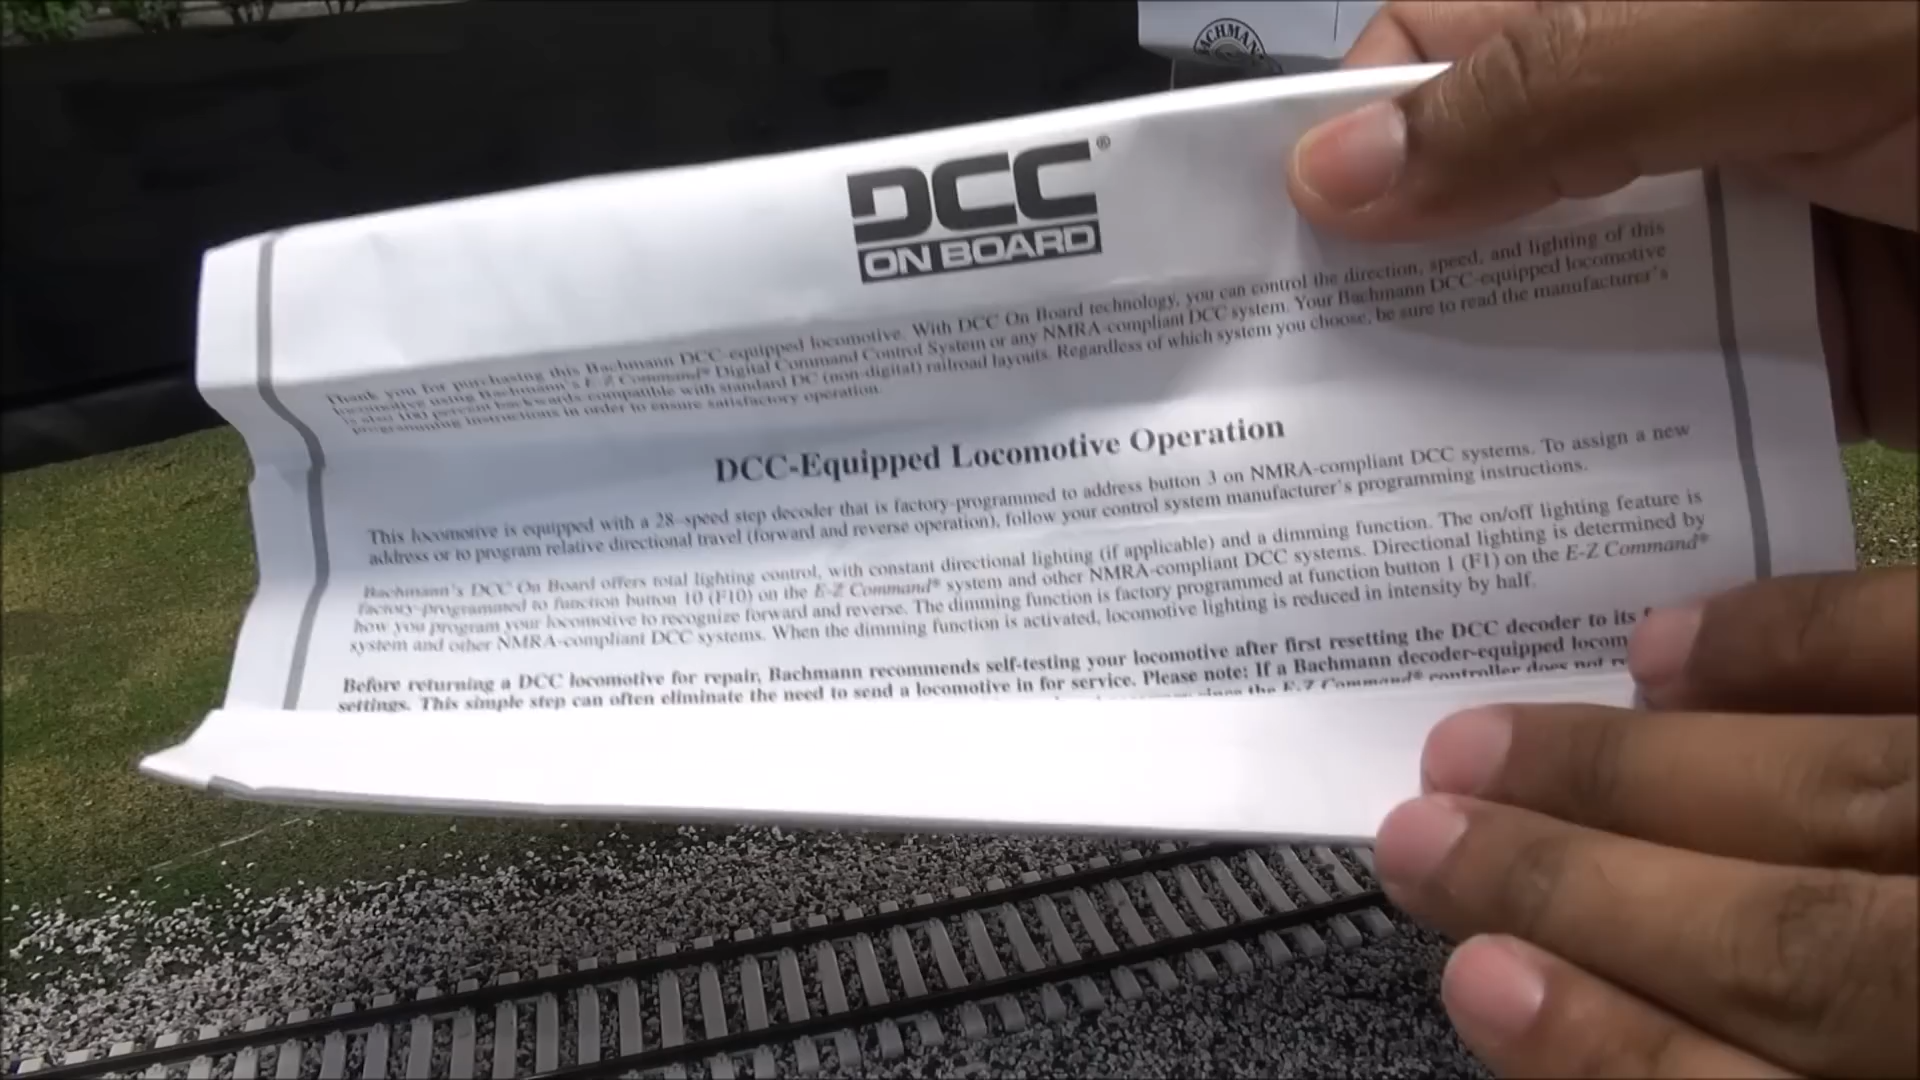 BACHMANN
DCC®
ON BOARD
Thank you for purchasing this Bachmann DCC-equipped locomotive. With DCC On Board technology, you can control the direction, speed, and lighting of this
locomotive using Bachmann's E-Z Command® Digital Command Control System or any NMRA-compliant DCC system. Your Bachmann DCC-equipped locomotive
is also 100 percent backwards compatible with standard DC (non-digital) railroad layouts. Regardless of which system you choose, be sure to read the manufacturer's
programming instructions in order to ensure satisfactory operation.
DCC-Equipped Locomotive Operation
This locomotive is equipped with a 28-speed step decoder that is factory-programmed to address button 3 on NMRA-compliant DCC systems. To assign a new
address or to program relative directional travel (forward and reverse operation), follow your control system manufacturer's programming instructions.
Bachmann's DCC On Board offers total lighting control, with constant directional lighting (if applicable) and a dimming function. The on/off lighting feature is
factory-programmed to function button 10 (F10) on the E-Z Command® system and other NMRA-compliant DCC systems. Directional lighting is determined by
how you program your locomotive to recognize forward and reverse. The dimming function is factory programmed at function button 1 (F1) on the E-Z Command®
system and other NMRA-compliant DCC systems. When the dimming function is activated, locomotive lighting is reduced in intensity by half.
Before returning a DCC locomotive for repair, Bachmann recommends self-testing your locomotive after first resetting the DCC decoder to its
settings. This simple step can often eliminate the need to send a locomotive in for service. Please note: If a Bachmann decoder-equipped locom
since the E-Z Command® controller does not